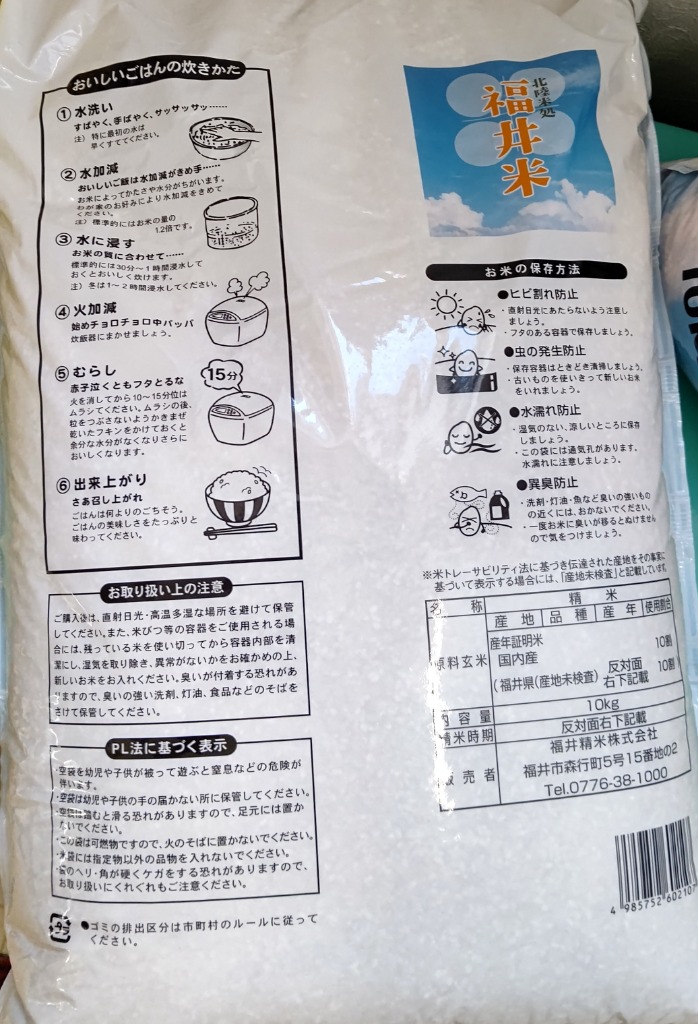 おいしいごはんの炊きかた
①水洗い
すばやく、手ばやく、サッサッサッ……
注）特に最初の水は
早くすててください。
②水加減
おいしいご飯は水加減がきめ手……
お米によってかたさや水分がちがいます。
わが家のお好みにより水加減をきめて
ください。
注）標準的にはお米の量の
1.2倍です。
③水に浸す
お米の質に合わせて……
標準的には30分〜1時間浸水して
おくとおいしく炊けます。
注）冬は1〜2時間浸水してください。
④火加減
始めチョロチョロ中パッパ
炊飯器にまかせましょう。
⑤むらし
赤子泣くともフタとるな
火を消してから10〜15分位は
ムラシてください。ムラシの後、
粒をつぶさないようかきまぜ
乾いたフキンをかけておくと
余分な水分がなくなりさらに
おいしくなります。
15分
⑥出来上がり
さあ召し上がれ
ごはんは何よりのごちそう。
ごはんの美味しさをたっぷりと
味わってください。
お取り扱い上の注意
ご購入後は、直射日光・高温多湿な場所を避けて保管
してください。また、米びつ等の容器をご使用される場
合には、残っている米を使い切ってから容器内部を清
潔にし、湿気を取り除き、異常がないかをお確かめの上、
新しいお米をお入れください。臭いが付着する恐れがあ
りますので、臭いの強い洗剤、灯油、食品などのそばを
さけて保管してください。
PL法に基づく表示
・空袋を幼児や子供が被って遊ぶと窒息などの危険が
伴います。
・空袋は幼児や子供の手の届かない所に保管してください。
・空袋は踏むと滑る恐れがありますので、足元には置か
ないでください。
・この袋は可燃物ですので、火のそばに置かないでください。
・米袋には指定物以外の品物を入れないでください。
・袋のヘリ・角が硬くケガをする恐れがありますので、
お取り扱いにくれぐれもご注意ください。
プラ
●ゴミの排出区分は市町村のルールに従って
ください。
北陸米処
福井米
お米の保存方法
●ヒビ割れ防止
・直射日光にあたらないよう注意し
ましょう。
・フタのある容器で保存しましょう。
●虫の発生防止
・保存容器はときどき清掃しましょう。
・古いものを使いきって新しいお米
をいれましょう。
●水濡れ防止
・湿気のない、涼しいところに保存
しましょう。
・この袋には通気孔があります。
水濡れに注意しましょう。
●異臭防止
・洗剤・灯油・魚など臭いの強いもの
の近くには、おかないでください。
・一度お米に臭いが移るとぬけません
ので気をつけましょう。
※米トレーサビリティ法に基づき伝達された産地をその事実に
基づいて表示する場合には、「産地未検査」と記載しています。
名称 精米
原料玄米 産地 品種 産年 使用割合
産年証明米 10割
国内産
（福井県（産地未検査） 反対面右下記載 10割
内容量 10kg
精米時期 反対面右下記載
販売者 福井精米株式会社
福井市森行町5号15番地の2
Tel.0776-38-1000
4 985752 60210